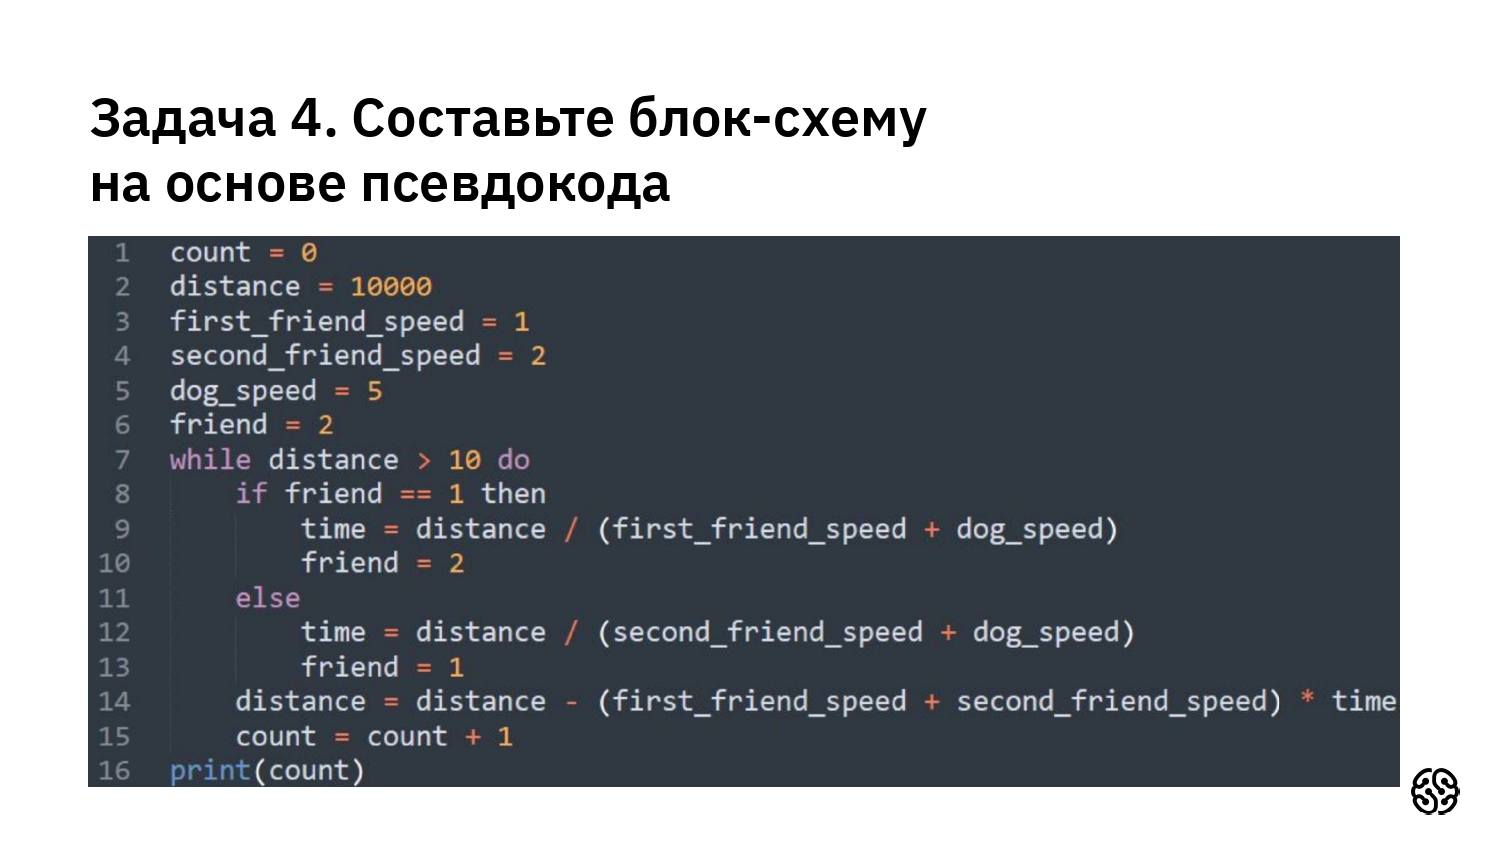 Задача 4. Составьте блок-схему
на основе псевдокода
1 count = 0
2 distance = 10000
3 first_friend_speed = 1
4 second_friend_speed = 2
5 dog_speed = 5
6 friend = 2
7 while distance > 10 do
8 if friend == 1 then
9 time = distance / (first_friend_speed + dog_speed)
10 friend = 2
11 else
12 time = distance / (second_friend_speed + dog_speed)
13 friend = 1
14 distance = distance - (first_friend_speed + second_friend_speed) * time
15 count = count + 1
16 print(count)